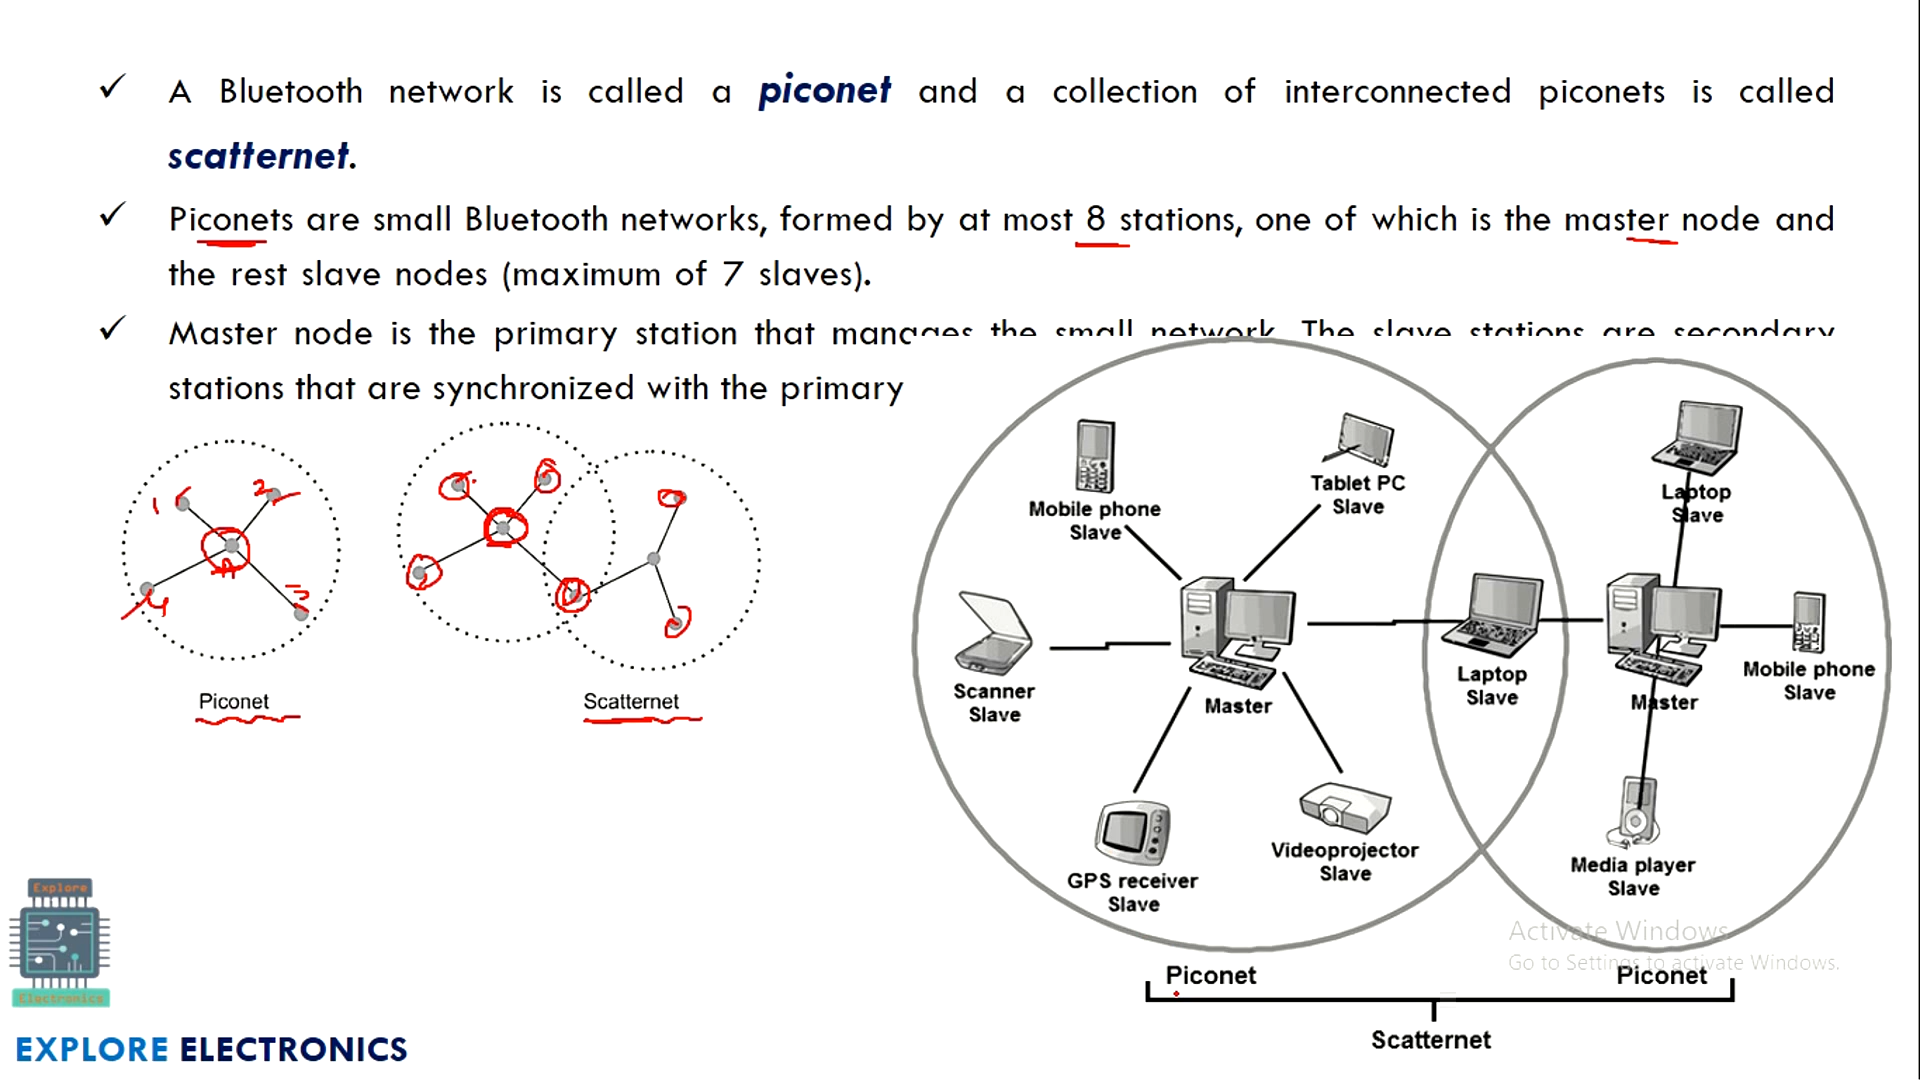 ✓ A Bluetooth network is called a piconet and a collection of interconnected piconets is called
scatternet.
✓ Piconets are small Bluetooth networks, formed by at most 8 stations, one of which is the master node and
the rest slave nodes (maximum of 7 slaves).
✓ Master node is the primary station that manages the small network. The slave stations are secondary
stations that are synchronized with the primary
1
2
3
4
Piconet
Scatternet
Mobile phone
Slave
Tablet PC
Slave
Laptop
Slave
Scanner
Slave
Master
Laptop
Slave
Master
Mobile phone
Slave
GPS receiver
Slave
Videoprojector
Slave
Media player
Slave
Activate Windows
Go to Settings to activate Windows.
Piconet
Piconet
Scatternet
Explore
Electronics
EXPLORE ELECTRONICS